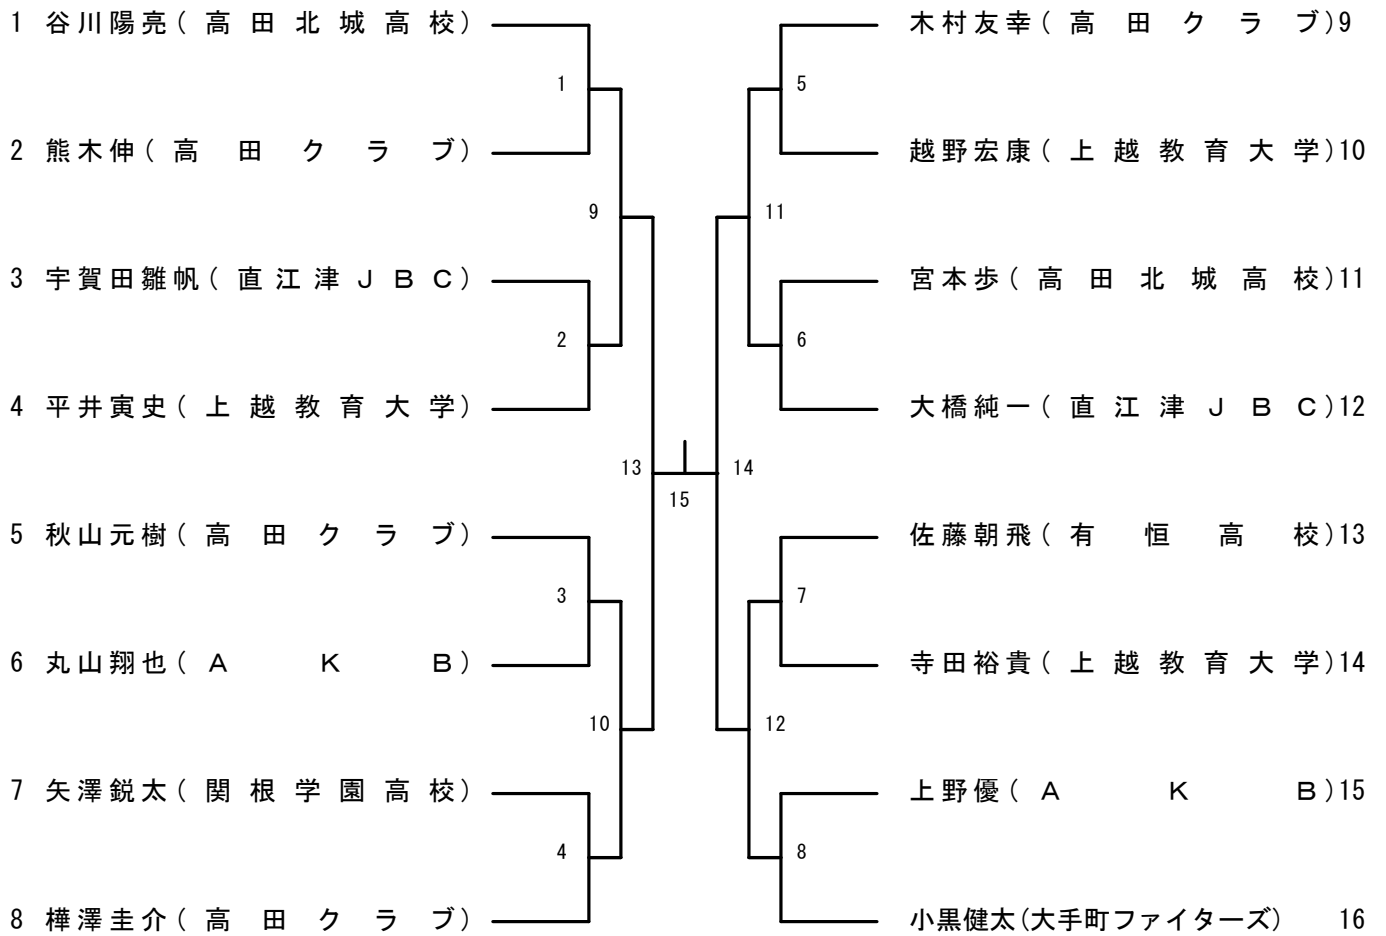 1 谷川陽亮(高田北城高校)
1
2 熊木伸(高田クラブ)
9
3 宇賀田雛帆(直江津ＪＢＣ)
2
4 平井寅史(上越教育大学)
13
15
5 秋山元樹(高田クラブ)
3
6 丸山翔也(ＡＫＢ)
10
7 矢澤鋭太(関根学園高校)
4
8 樺澤圭介(高田クラブ)
木村友幸(高田クラブ)9
5
越野宏康(上越教育大学)10
11
宮本歩(高田北城高校)11
6
大橋純一(直江津ＪＢＣ)12
14
佐藤朝飛(有恒高校)13
7
寺田裕貴(上越教育大学)14
12
上野優(ＡＫＢ)15
8
小黒健太(大手町ファイターズ) 16